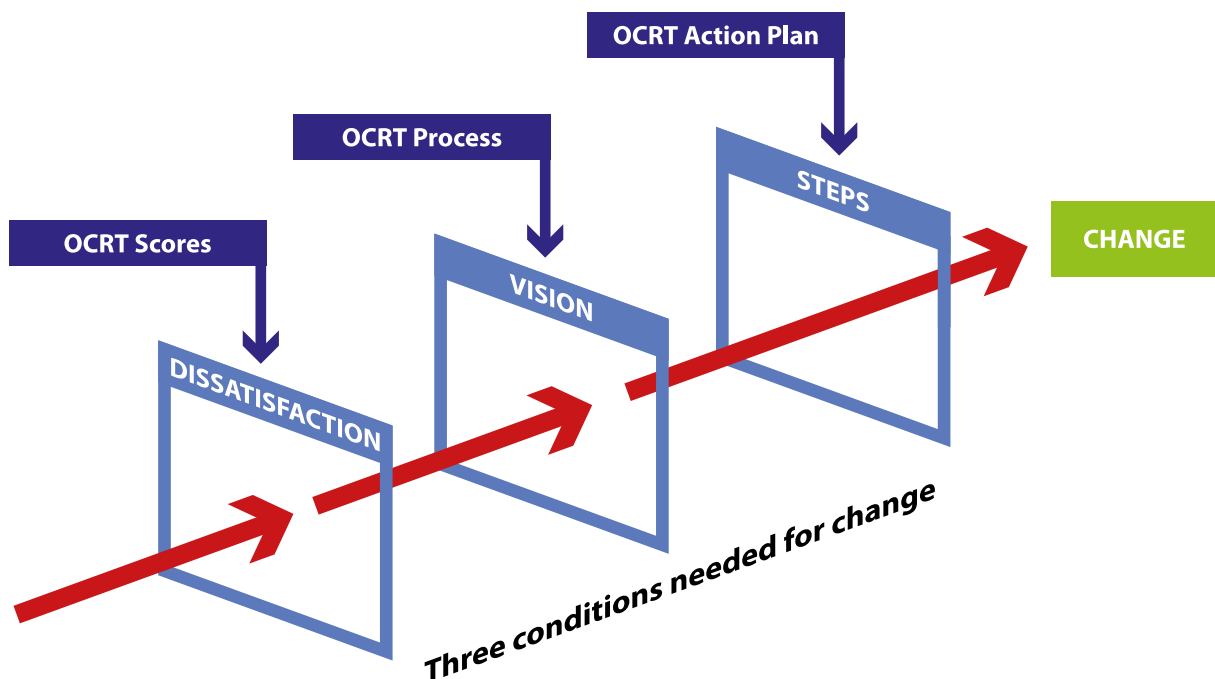 OCRT Action Plan
OCRT Process
STEPS
OCRT Scores
CHANGE
VISION
DISSATISFACTION
Three conditions needed for change